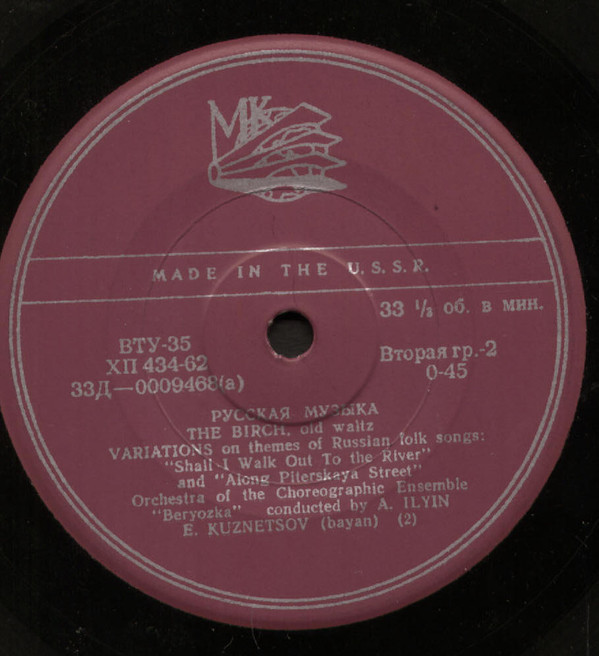 МК
MADE IN THE U.S.S.R.
33 ⅓ об. в мин.
ВТУ-35
ХП 434-62
33Д—0009468(а)
Вторая гр.-2
0-45
РУССКАЯ МУЗЫКА
THE BIRCH, old waltz
VARIATIONS on themes of Russian folk songs:
"Shall I Walk Out To the River"
and "Along Piterskaya Street"
Orchestra of the Choreographic Ensemble
"Beryozka" conducted by A. ILYIN
E. KUZNETSOV (bayan) (2)